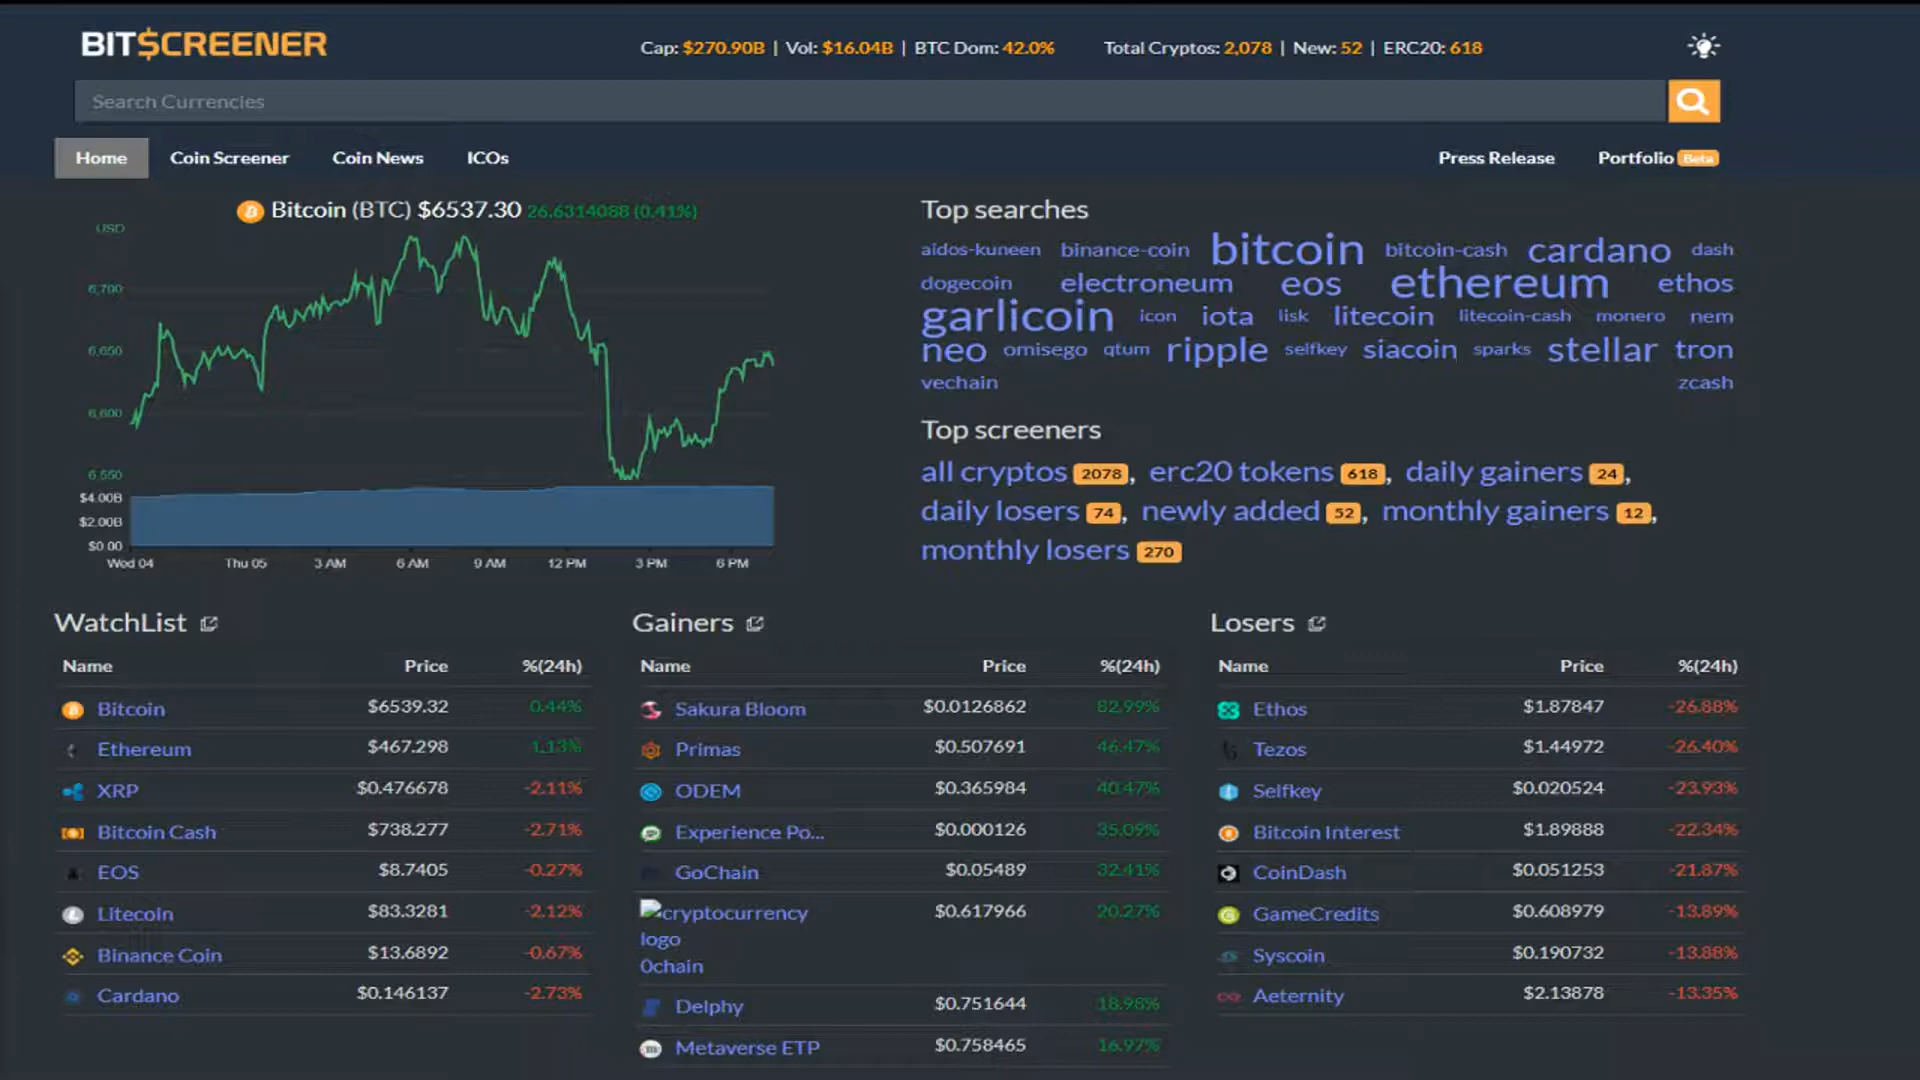 BIT$CREENER
Cap: $270.90B | Vol: $16.04B | BTC Dom: 42.0% Total Cryptos: 2,078 | New: 52 | ERC20: 618
Search Currencies
Home Coin Screener Coin News ICOs Press Release Portfolio Beta
Bitcoin (BTC) $6537.30 26.6314088 (0.41%)
USD
6,700
6,650
6,600
6,550
$4.00B
$2.00B
$0.00
Wed 04 Thu 05 3 AM 6 AM 9 AM 12 PM 3 PM 6 PM
Top searches
aidos-kuneen binance-coin bitcoin bitcoin-cash cardano dash
dogecoin electroneum eos ethereum ethos
garlicoin icon iota lisk litecoin litecoin-cash monero nem
neo omisego qtum ripple selfkey siacoin sparks stellar tron
vechain zcash
Top screeners
all cryptos 2078, erc20 tokens 618, daily gainers 24,
daily losers 74, newly added 52, monthly gainers 12,
monthly losers 270
WatchList
Name Price %(24h)
Bitcoin $6539.32 0.44%
Ethereum $467.298 1.13%
XRP $0.476678 -2.11%
Bitcoin Cash $738.277 -2.71%
EOS $8.7405 -0.27%
Litecoin $83.3281 -2.12%
Binance Coin $13.6892 -0.67%
Cardano $0.146137 -2.73%
Gainers
Name Price %(24h)
Sakura Bloom $0.0126862 82.99%
Primas $0.507691 46.47%
ODEM $0.365984 40.47%
Experience Po... $0.000126 35.09%
GoChain $0.05489 32.41%
cryptocurrency $0.617966 20.27%
logo
0chain
Delphy $0.751644 18.98%
Metaverse ETP $0.758465 16.97%
Losers
Name Price %(24h)
Ethos $1.87847 -26.88%
Tezos $1.44972 -26.40%
Selfkey $0.020524 -23.93%
Bitcoin Interest $1.89888 -22.34%
CoinDash $0.051253 -21.87%
GameCredits $0.608979 -13.89%
Syscoin $0.190732 -13.88%
Aeternity $2.13878 -13.35%